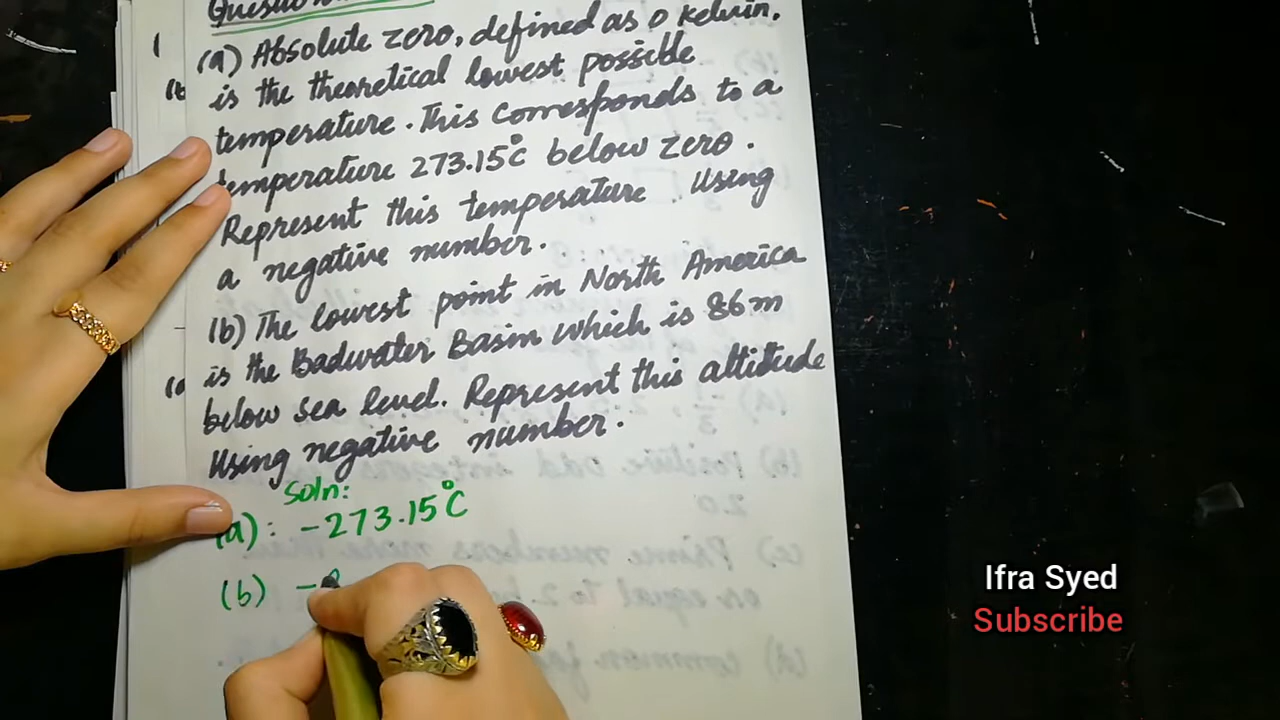 Question
(a) Absolute zero, defined as 0 kelvin,
is the theoretical lowest possible
temperature. This corresponds to a
temperature 273.15°C below zero.
Represent this temperature using
a negative number.
(b) The lowest point in North America
is the Badwater Basin which is 86m
below sea level. Represent this altitude
Using negative number.
Soln:
(a): -273.15°C
(b) -8
Ifra Syed
Subscribe